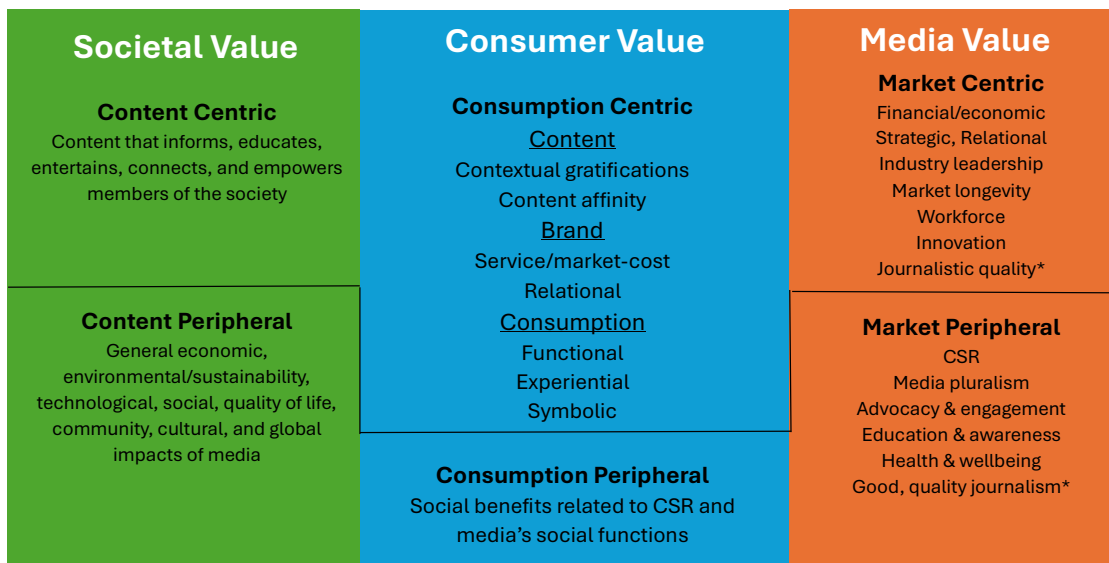 Societal Value
Content Centric
Content that informs, educates,
entertains, connects, and empowers
members of the society
Content Peripheral
General economic,
environmental/sustainability,
technological, social, quality of life,
community, cultural, and global
impacts of media
Consumer Value
Consumption Centric
Content
Contextual gratifications
Content affinity
Brand
Service/market-cost
Relational
Consumption
Functional
Experiential
Symbolic
Consumption Peripheral
Social benefits related to CSR and
media's social functions
Media Value
Market Centric
Financial/economic
Strategic, Relational
Industry leadership
Market longevity
Workforce
Innovation
Journalistic quality*
Market Peripheral
CSR
Media pluralism
Advocacy & engagement
Education & awareness
Health & wellbeing
Good, quality journalism*